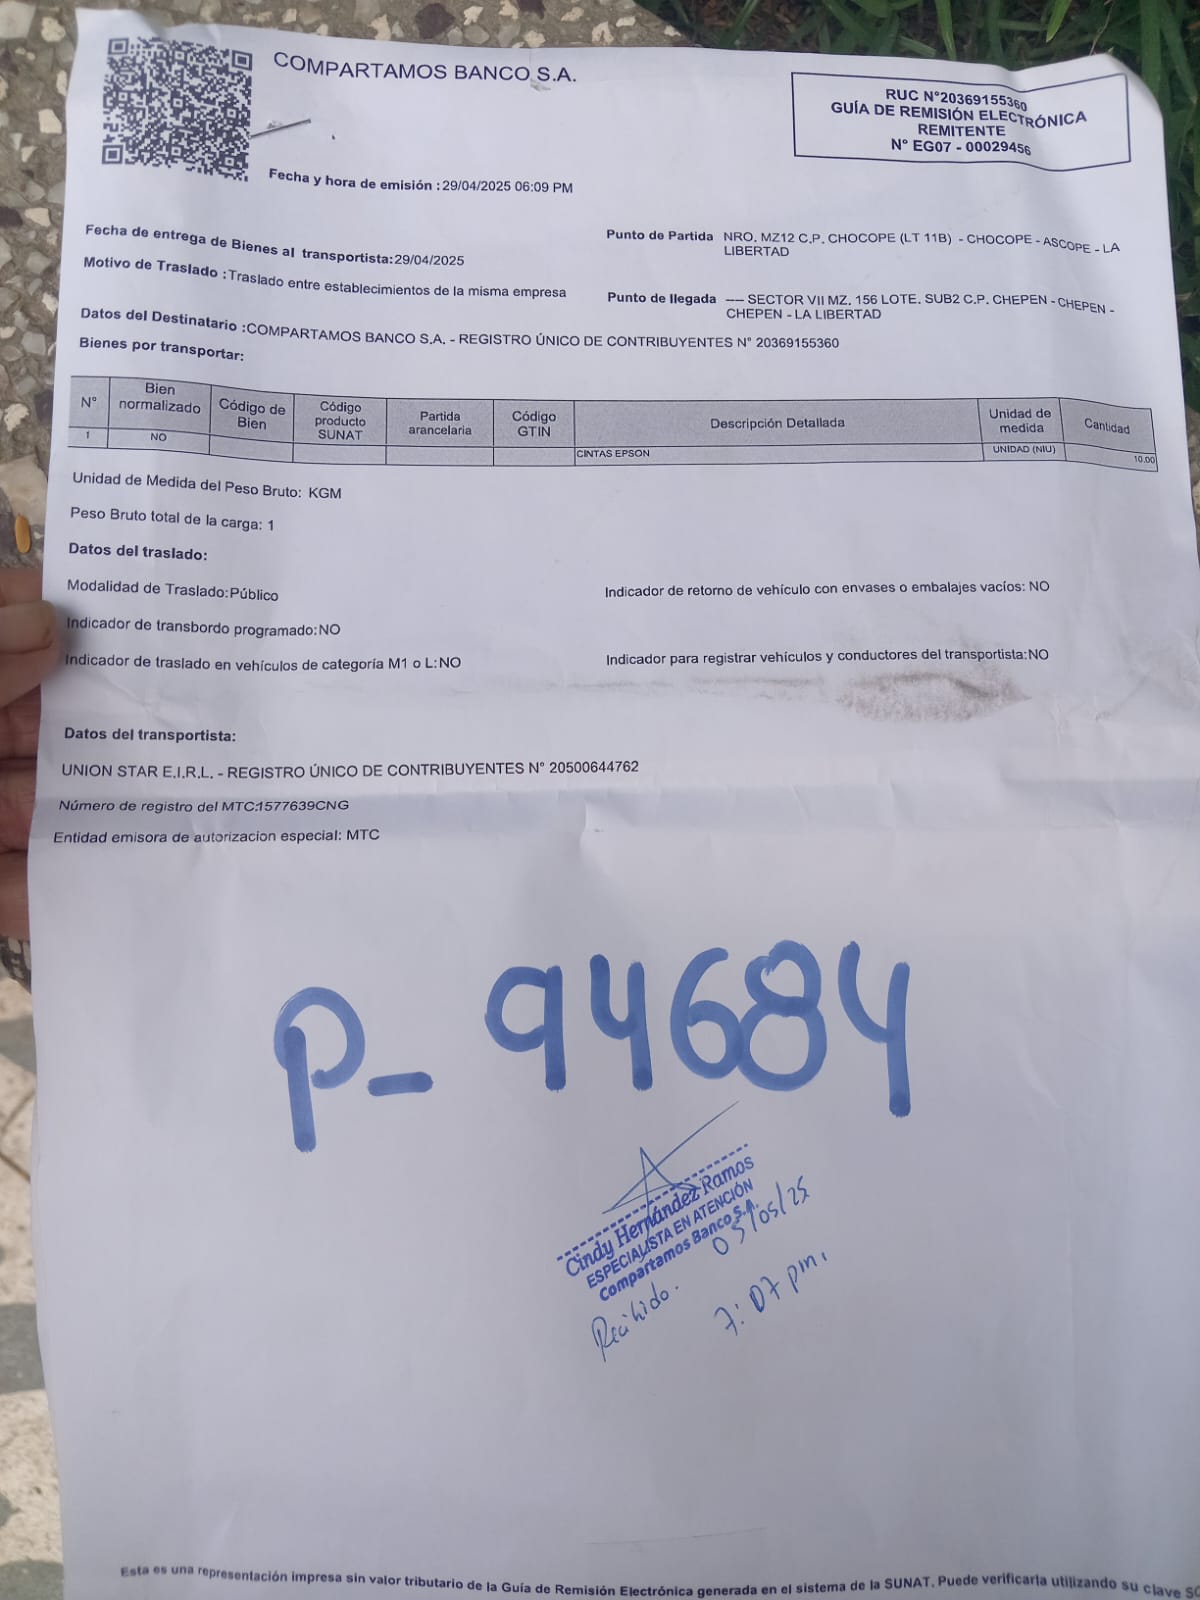 COMPARTAMOS BANCO S.A.
RUC N°20369155360
GUÍA DE REMISIÓN ELECTRÓNICA
REMITENTE
N° EG07 - 00029456
Fecha y hora de emisión : 29/04/2025 06:09 PM
Fecha de entrega de Bienes al transportista: 29/04/2025
Punto de Partida NRO. MZ12 C.P. CHOCOPE (LT 11B) - CHOCOPE - ASCOPE - LA
LIBERTAD
Motivo de Traslado : Traslado entre establecimientos de la misma empresa
Punto de llegada ---- SECTOR VII MZ. 156 LOTE. SUB2 C.P. CHEPEN - CHEPEN -
CHEPEN - LA LIBERTAD
Datos del Destinatario : COMPARTAMOS BANCO S.A. - REGISTRO ÚNICO DE CONTRIBUYENTES N° 20369155360
Bienes por transportar:
N° Bien normalizado Código de Bien Código producto SUNAT Partida arancelaria Código GTIN Descripción Detallada Unidad de medida Cantidad
1 NO CINTAS EPSON UNIDAD (NIU) 10.00
Unidad de Medida del Peso Bruto: KGM
Peso Bruto total de la carga: 1
Datos del traslado:
Modalidad de Traslado: Público
Indicador de retorno de vehículo con envases o embalajes vacíos: NO
Indicador de transbordo programado: NO
Indicador de traslado en vehículos de categoría M1 o L: NO
Indicador para registrar vehículos y conductores del transportista: NO
Datos del transportista:
UNION STAR E.I.R.L. - REGISTRO ÚNICO DE CONTRIBUYENTES N° 20500644762
Número de registro del MTC: 1577639CNG
Entidad emisora de autorizacion especial: MTC
P- 94684
Cindy Hernández Ramos
ESPECIALISTA EN ATENCIÓN
Compartamos Banco S.A.
Recibido. 05/05/25
7:07 pm.
Esta es una representación impresa sin valor tributario de la Guía de Remisión Electrónica generada en el sistema de la SUNAT. Puede verificarla utilizando su clave SO